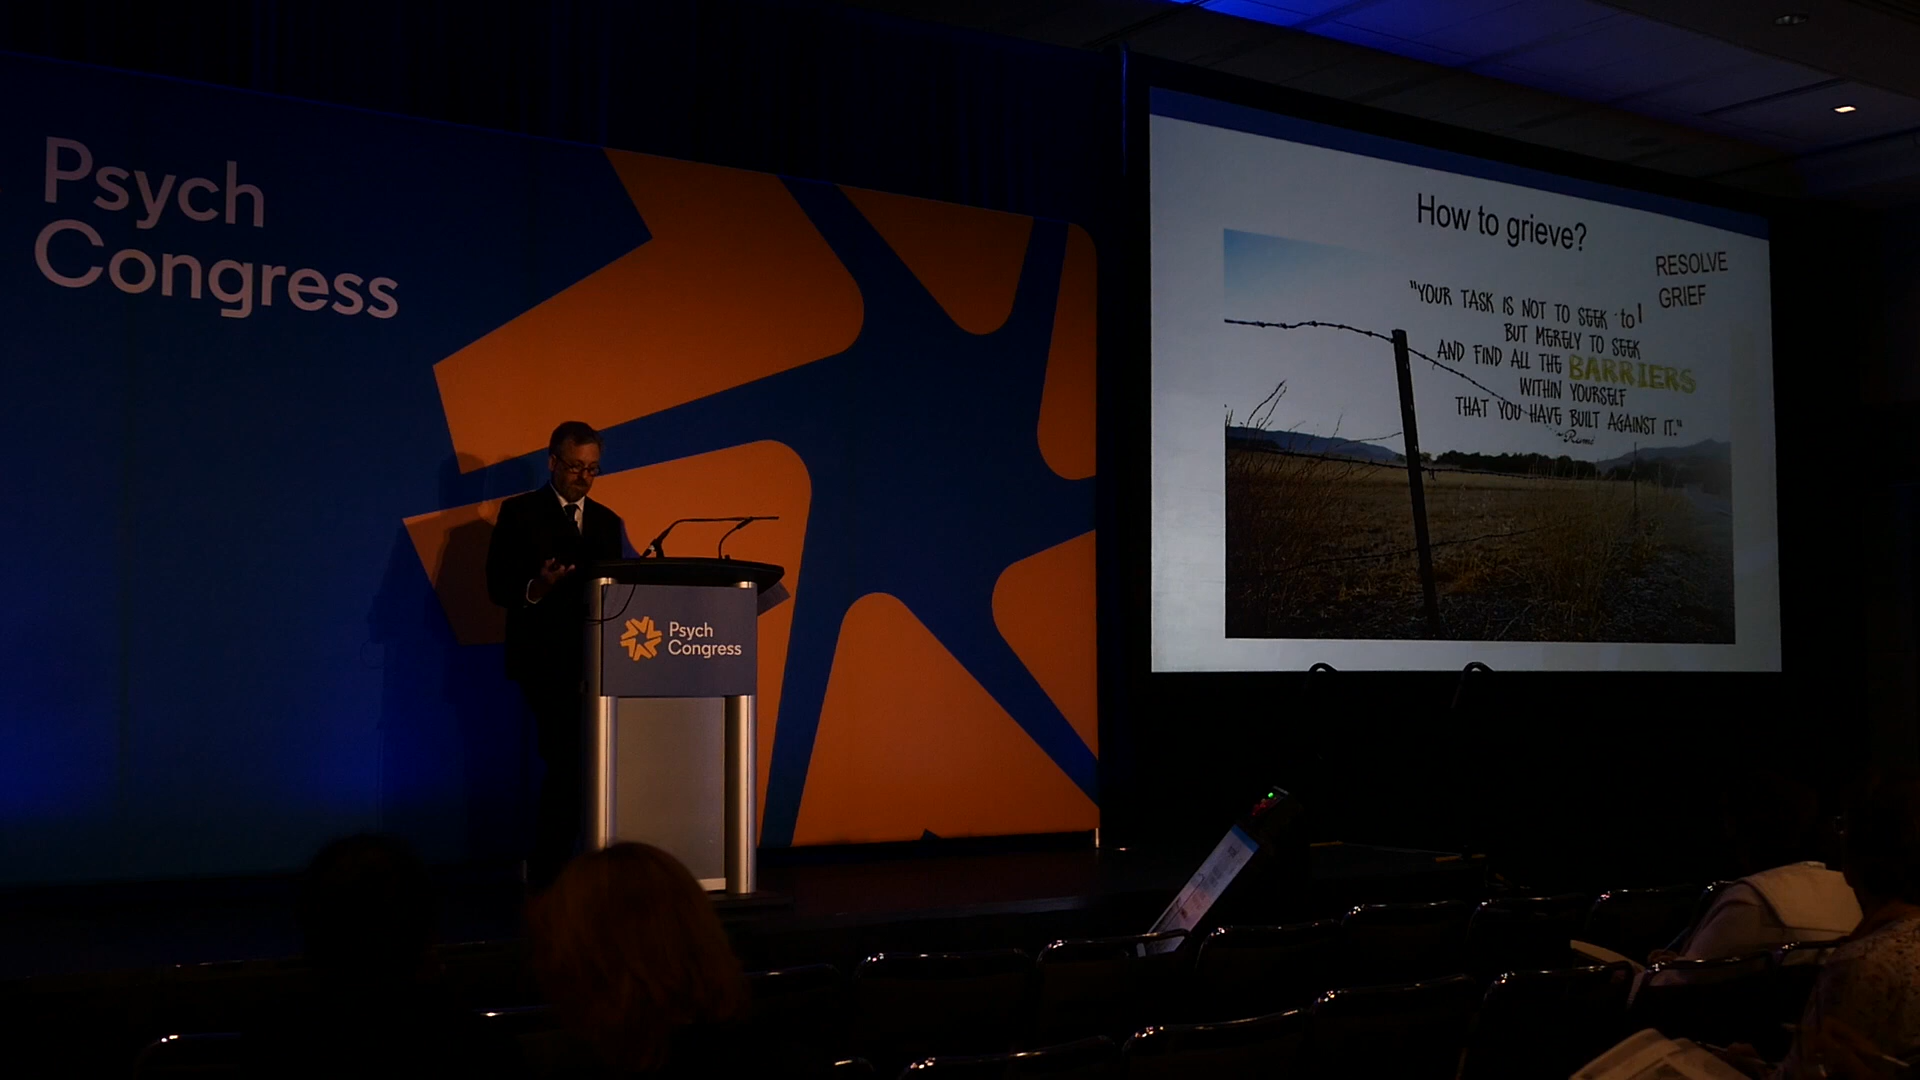 Psych
Congress
How to grieve?
RESOLVE
GRIEF
"YOUR TASK IS NOT TO SEEK to
BUT MERELY TO SEEK
AND FIND ALL THE BARRIERS
WITHIN YOURSELF
THAT YOU HAVE BUILT AGAINST IT."
~Rumi
Psych
Congress